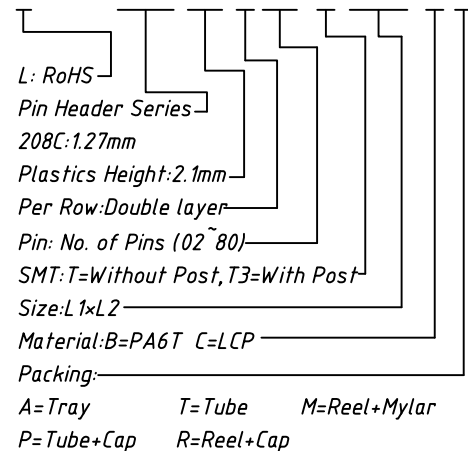 L: RoHS
Pin Header Series
208C:1.27mm
Plastics Height:2.1mm
Per Row:Double layer
Pin: No. of Pins (02~80)
SMT:T=Without Post,T3=With Post
Size:L1×L2
Material:B=PA6T C=LCP
Packing:
A=Tray T=Tube M=Reel+Mylar
P=Tube+Cap R=Reel+Cap